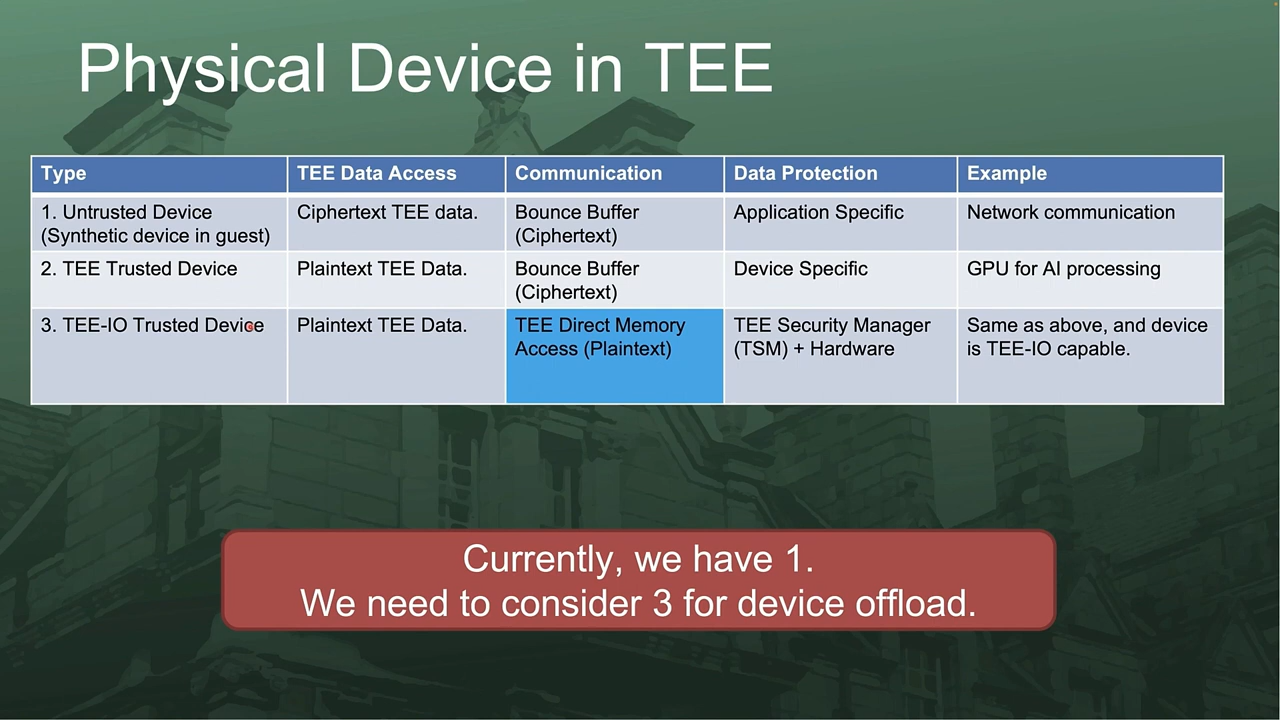 Physical Device in TEE
Type
TEE Data Access
Communication
Data Protection
Example
1. Untrusted Device
(Synthetic device in guest)
Ciphertext TEE data.
Bounce Buffer
(Ciphertext)
Application Specific
Network communication
2. TEE Trusted Device
Plaintext TEE Data.
Bounce Buffer
(Ciphertext)
Device Specific
GPU for AI processing
3. TEE-IO Trusted Device
Plaintext TEE Data.
TEE Direct Memory
Access (Plaintext)
TEE Security Manager
(TSM) + Hardware
Same as above, and device
is TEE-IO capable.
Currently, we have 1.
We need to consider 3 for device offload.